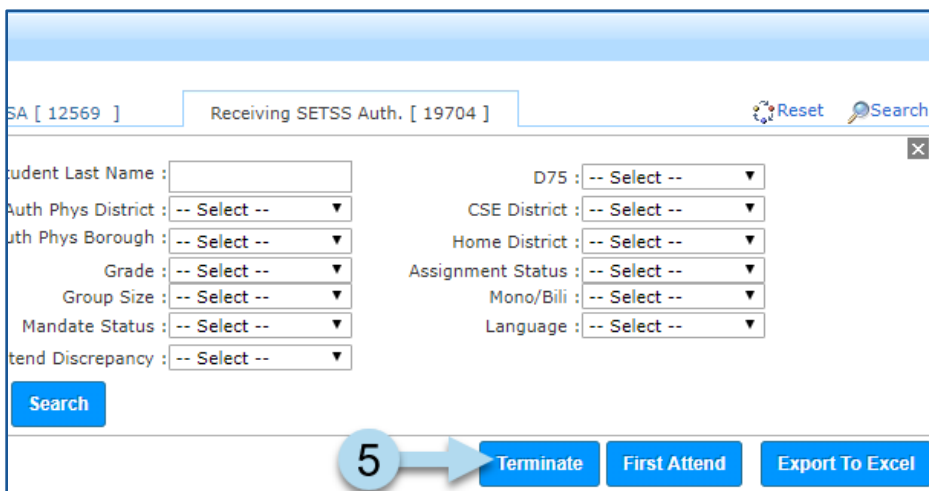 SA [ 12569 ] Receiving SETSS Auth. [ 19704 ] Reset Search
tudent Last Name : D75 : -- Select --
Auth Phys District : -- Select -- CSE District : -- Select --
uth Phys Borough : -- Select -- Home District : -- Select --
Grade : -- Select -- Assignment Status : -- Select --
Group Size : -- Select -- Mono/Bili : -- Select --
Mandate Status : -- Select -- Language : -- Select --
tend Discrepancy : -- Select --
Search
5 Terminate First Attend Export To Excel